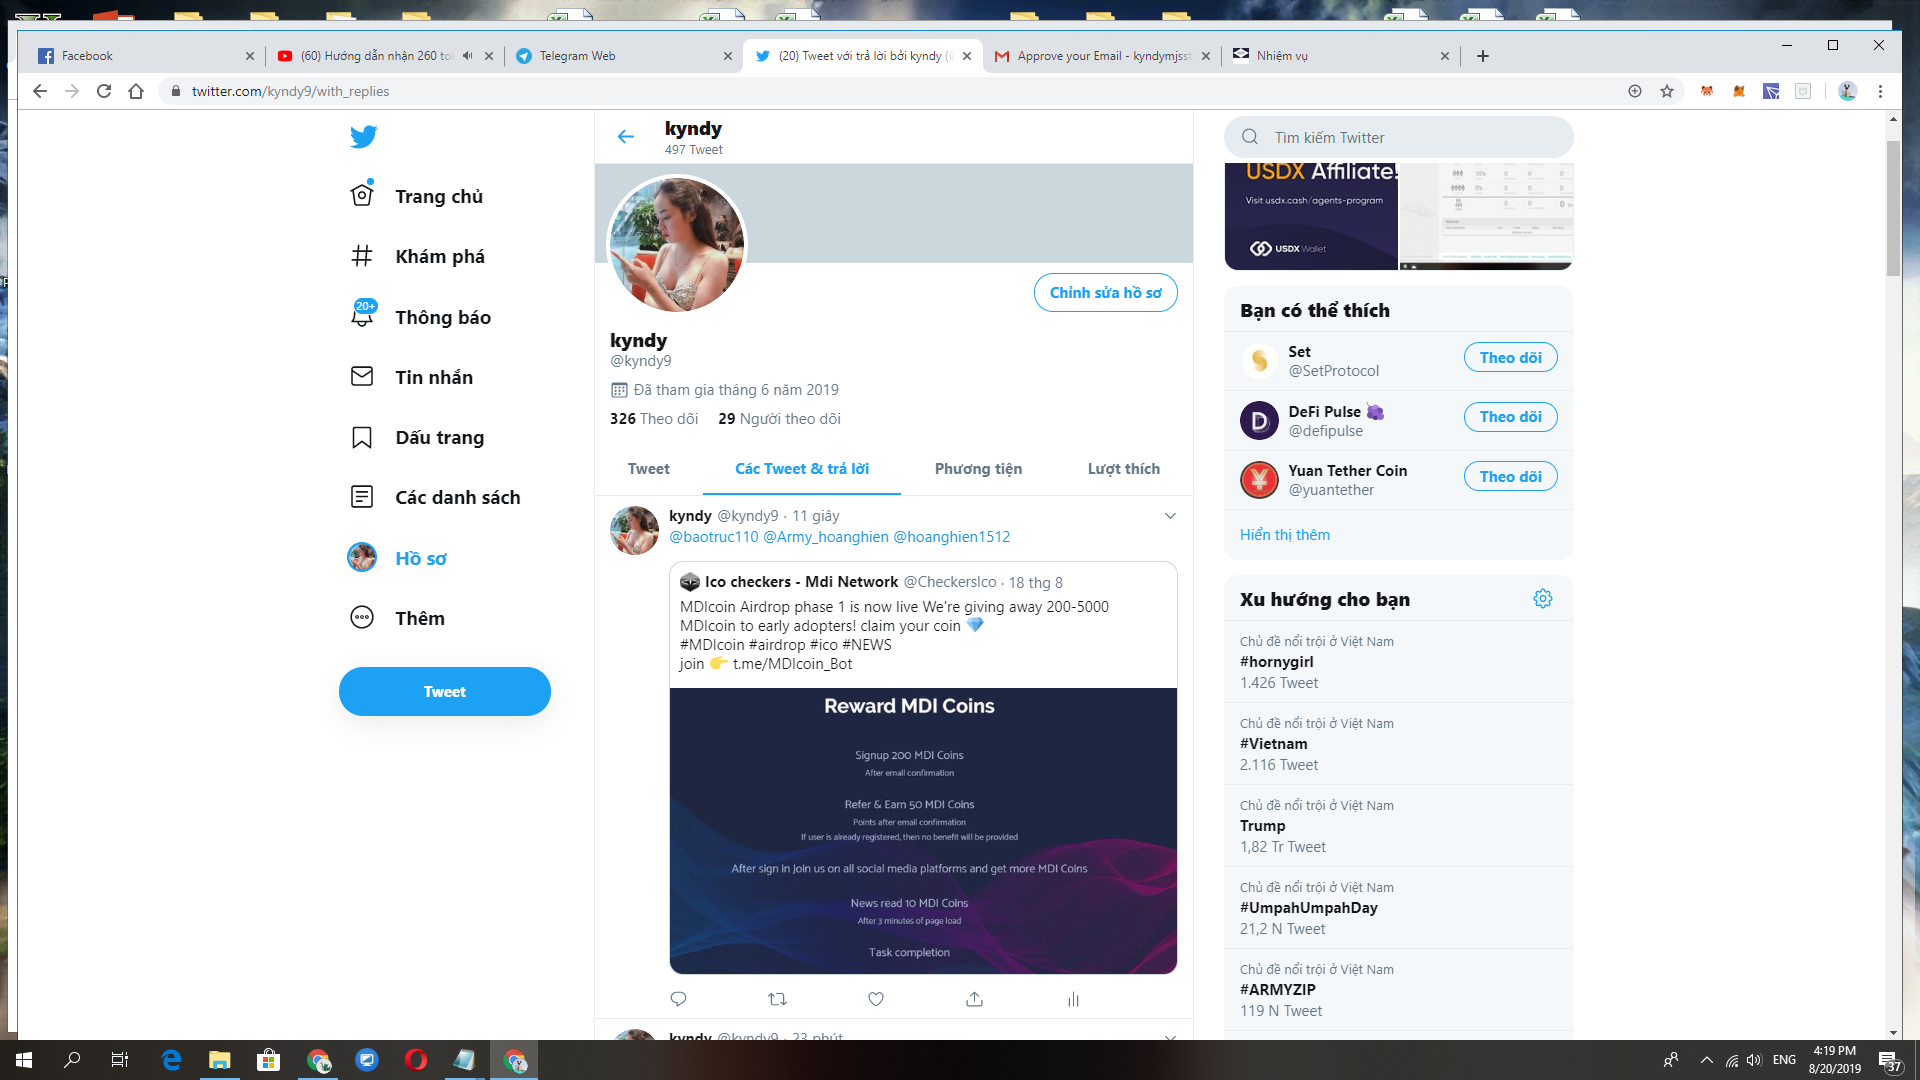 Facebook
(60) Hướng dẫn nhận 260 to
Telegram Web
(20) Tweet với trả lời bởi kyndy
Approve your Email - kyndymjsst
Nhiệm vụ
twitter.com/kyndy9/with_replies
kyndy
497 Tweet
Tìm kiếm Twitter
Trang chủ
Khám phá
20+
Thông báo
Tin nhắn
Dấu trang
Các danh sách
Hồ sơ
Thêm
Tweet
Chỉnh sửa hồ sơ
kyndy
@kyndy9
Đã tham gia tháng 6 năm 2019
326 Theo dõi 29 Người theo dõi
Tweet
Các Tweet & trả lời
Phương tiện
Lượt thích
kyndy @kyndy9 · 11 giây
@baotruc110 @Army_hoanghien @hoanghien1512
Ico checkers - Mdi Network @CheckersIco · 18 thg 8
MDIcoin Airdrop phase 1 is now live We're giving away 200-5000
MDIcoin to early adopters! claim your coin 💎
#MDIcoin #airdrop #ico #NEWS
join 👉 t.me/MDIcoin_Bot
Reward MDI Coins
Signup 200 MDI Coins
After email confirmation
Refer & Earn 50 MDI Coins
Points after email confirmation
If user is already registered, then no benefit will be provided
After sign in Join us on all social media platforms and get more MDI Coins
News read 10 MDI Coins
After 3 minutes of page load
Task completion
kyndy @kyndy9 · 23 phút
USDX Affiliate!
Visit usdx.cash/agents-program
USDX Wallet
Bạn có thể thích
Set
@SetProtocol
Theo dõi
DeFi Pulse 🍇
@defipulse
Theo dõi
Yuan Tether Coin
@yuantether
Theo dõi
Hiển thị thêm
Xu hướng cho bạn
Chủ đề nổi trội ở Việt Nam
#hornygirl
1.426 Tweet
Chủ đề nổi trội ở Việt Nam
#Vietnam
2.116 Tweet
Chủ đề nổi trội ở Việt Nam
Trump
1,82 Tr Tweet
Chủ đề nổi trội ở Việt Nam
#UmpahUmpahDay
21,2 N Tweet
Chủ đề nổi trội ở Việt Nam
#ARMYZIP
119 N Tweet
ENG
4:19 PM
8/20/2019
37